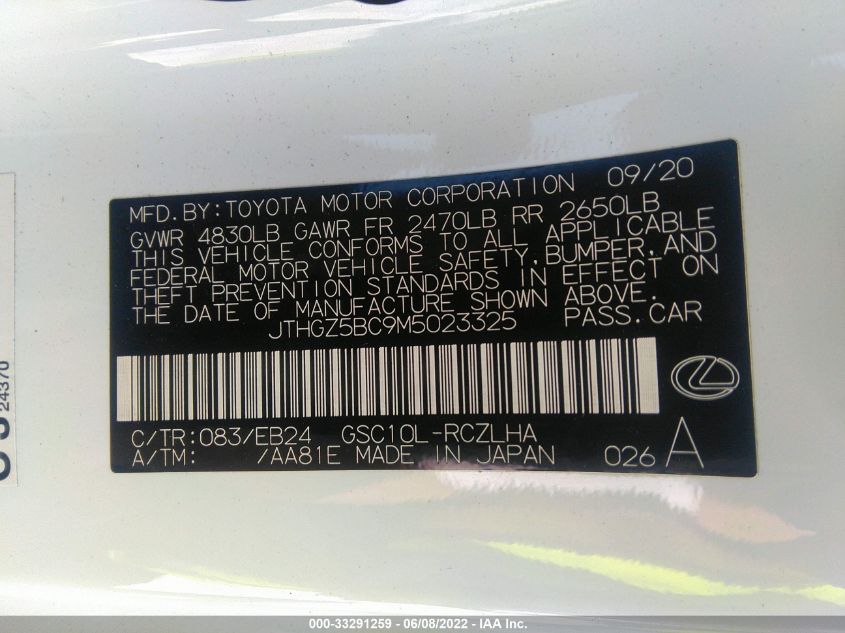 MFD.BY:TOYOTA MOTOR CORPORATION 09/20
GVWR 4830LB GAWR FR 2470LB RR 2650LB
THIS VEHICLE CONFORMS TO ALL APPLICABLE
FEDERAL MOTOR VEHICLE SAFETY,BUMPER,AND
THEFT PREVENTION STANDARDS IN EFFECT ON
THE DATE OF MANUFACTURE SHOWN ABOVE.
JTHGZ5BC9M5023325 PASS.CAR
C/TR:083/EB24 GSC10L-RCZLHA
A/TM: /AA81E MADE IN JAPAN 026 A
24370
000-33291259 - 06/08/2022 - IAA Inc.